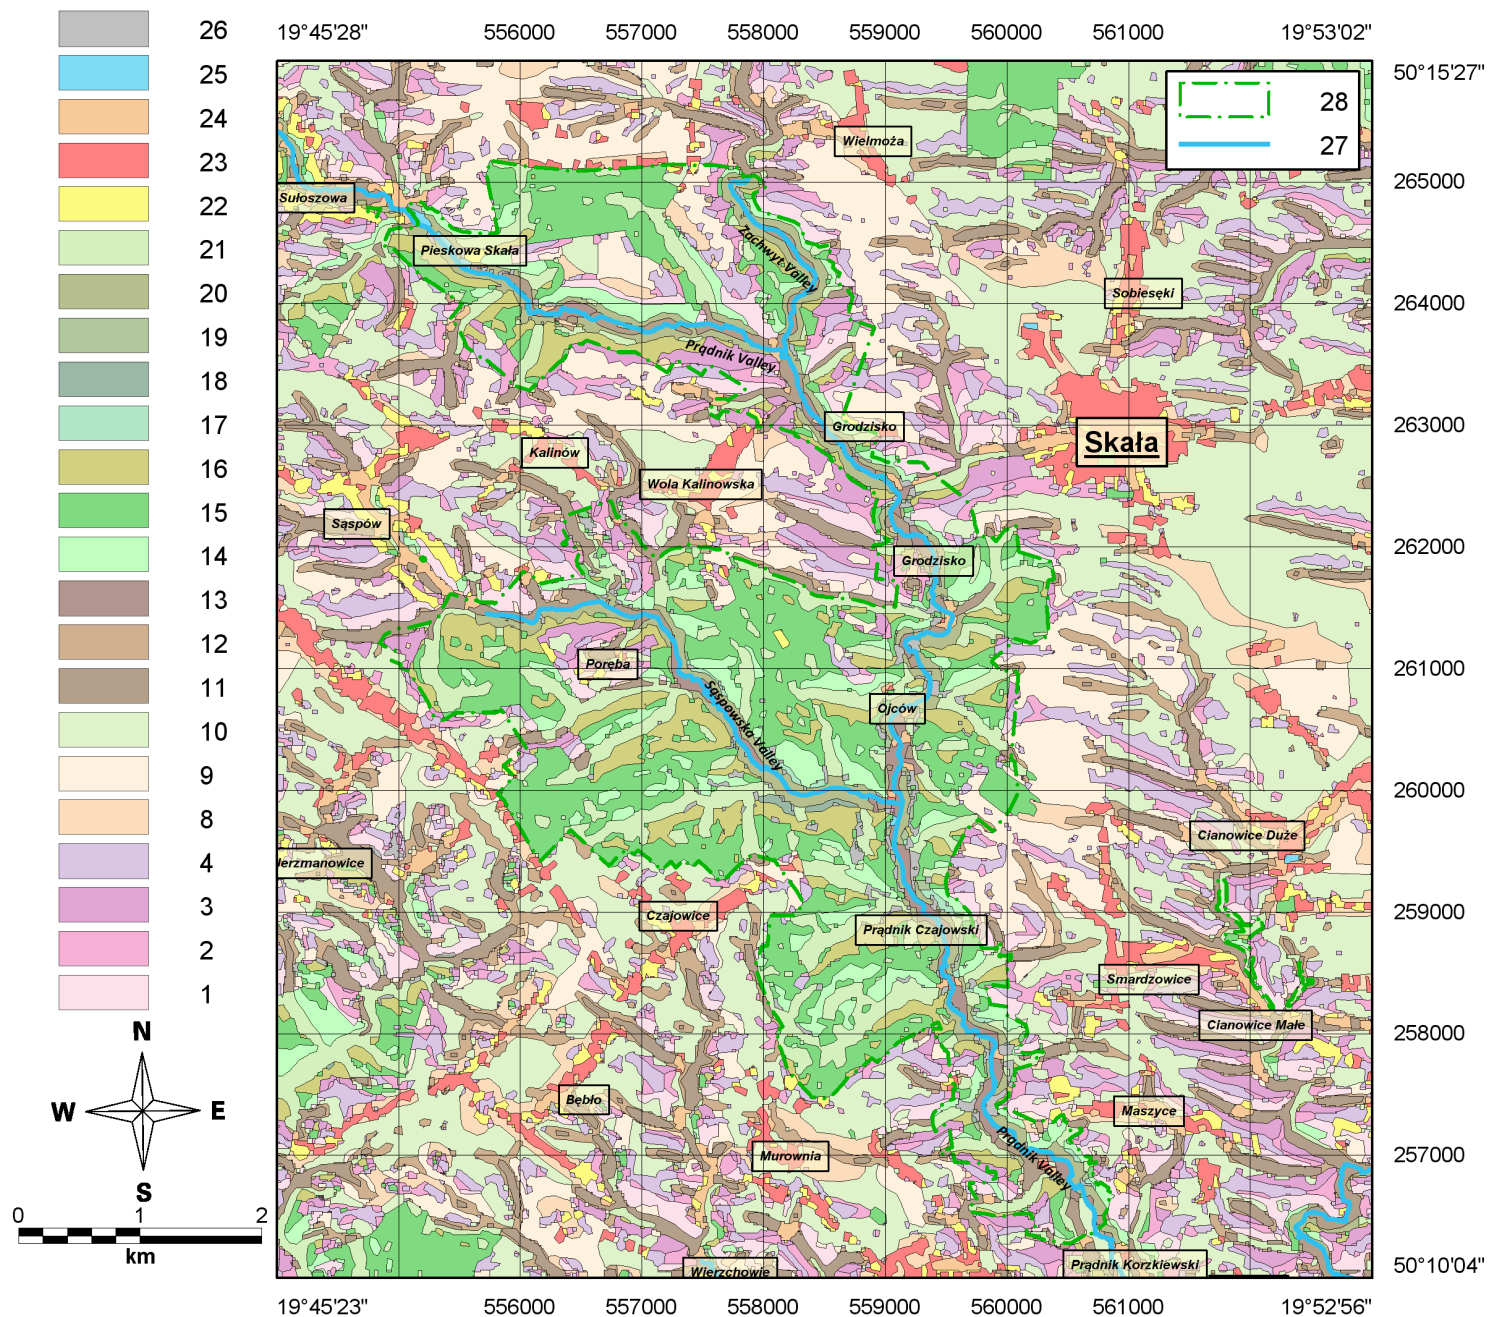 26
25
24
23
22
21
20
19
18
17
16
15
14
13
12
11
10
9
8
4
3
2
1
N
W E
S
0 1 2
km
19°45'28" 556000 557000 558000 559000 560000 561000 19°53'02"
50°15'27"
265000
264000
263000
262000
261000
260000
259000
258000
257000
50°10'04"
28
27
Wielmoża
Sułoszowa
Pieskowa Skała
Zachwyt Valley
Sobiesęki
Prądnik Valley
Grodzisko
Skała
Kalinów
Wola Kalinowska
Sąspów
Grodzisko
Poręba
Sąspowska Valley
Ojców
Cianowice Duże
Jerzmanowice
Czajowice
Prądnik Czajowski
Smardzowice
Cianowice Małe
Bębło
Maszyce
Murownia
Prądnik Valley
Wierzchowie
Prądnik Korzkiewski
19°45'23" 556000 557000 558000 559000 560000 561000 19°52'56"